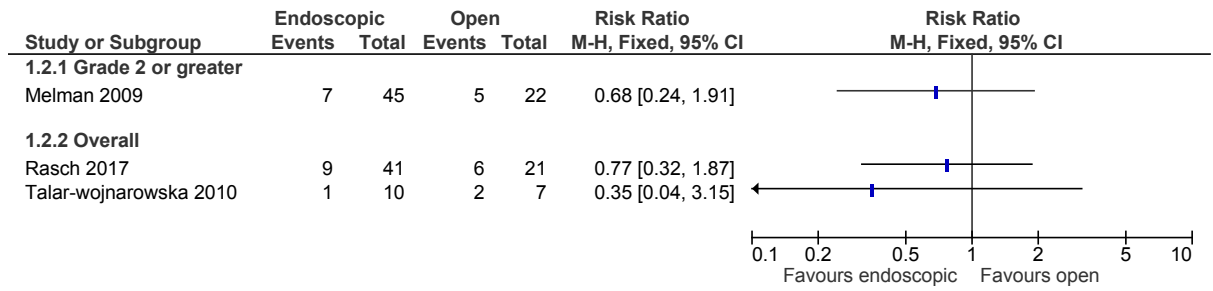 Endoscopic Open Risk Ratio Risk Ratio
Study or Subgroup Events Total Events Total M-H, Fixed, 95% CI M-H, Fixed, 95% CI
1.2.1 Grade 2 or greater
Melman 2009 7 45 5 22 0.68 [0.24, 1.91]
1.2.2 Overall
Rasch 2017 9 41 6 21 0.77 [0.32, 1.87]
Talar-wojnarowska 2010 1 10 2 7 0.35 [0.04, 3.15]
0.1 0.2 0.5 1 2 5 10
Favours endoscopic Favours open